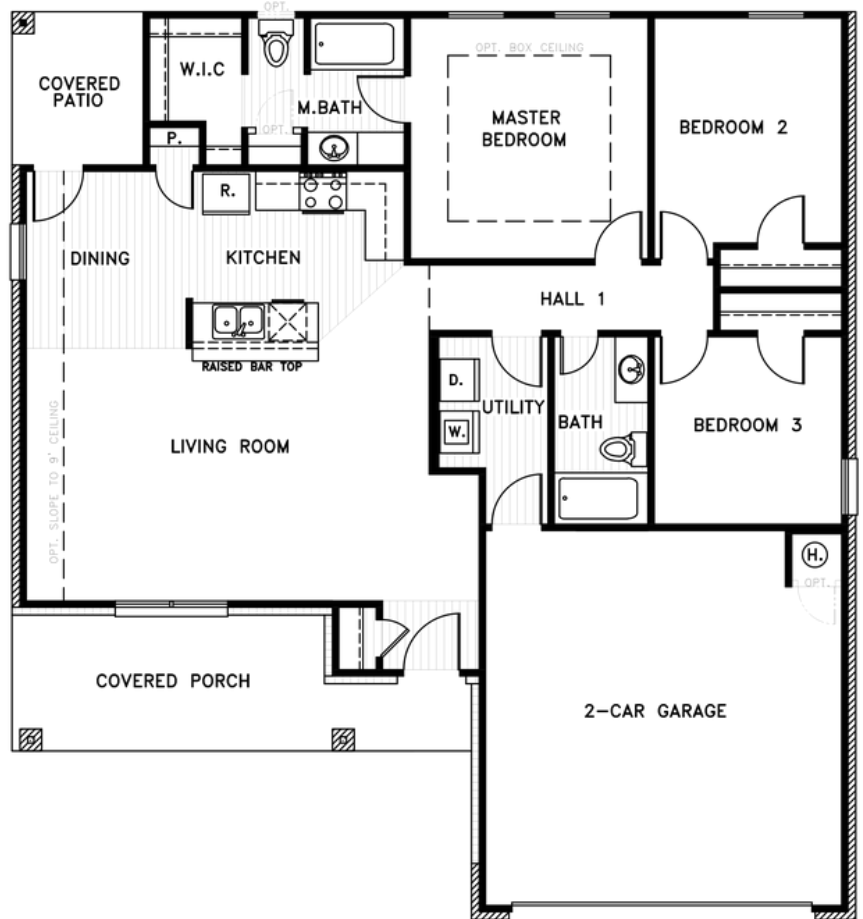 OPT.
W.I.C
COVERED
PATIO
M.BATH
OPT.
P.
OPT. BOX CEILING
MASTER
BEDROOM
BEDROOM 2
R.
DINING
KITCHEN
HALL 1
RAISED BAR TOP
D.
W.
UTILITY
BATH
BEDROOM 3
LIVING ROOM
OPT. SLOPE TO 9' CEILING
H.
OPT.
COVERED PORCH
2-CAR GARAGE